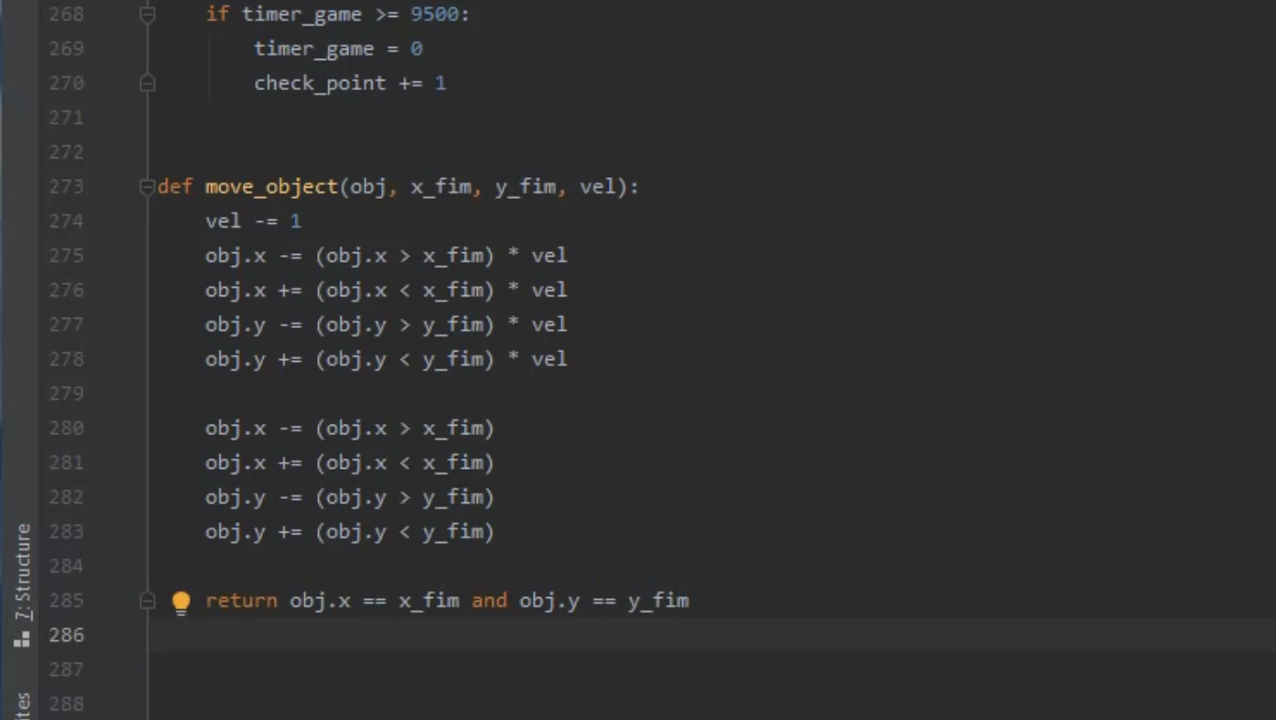 268 if timer_game >= 9500:
269 timer_game = 0
270 check_point += 1
271
272
273 def move_object(obj, x_fim, y_fim, vel):
274 vel -= 1
275 obj.x -= (obj.x > x_fim) * vel
276 obj.x += (obj.x < x_fim) * vel
277 obj.y -= (obj.y > y_fim) * vel
278 obj.y += (obj.y < y_fim) * vel
279
280 obj.x -= (obj.x > x_fim)
281 obj.x += (obj.x < x_fim)
282 obj.y -= (obj.y > y_fim)
283 obj.y += (obj.y < y_fim)
284
285 return obj.x == x_fim and obj.y == y_fim
286
287
288
7: Structure